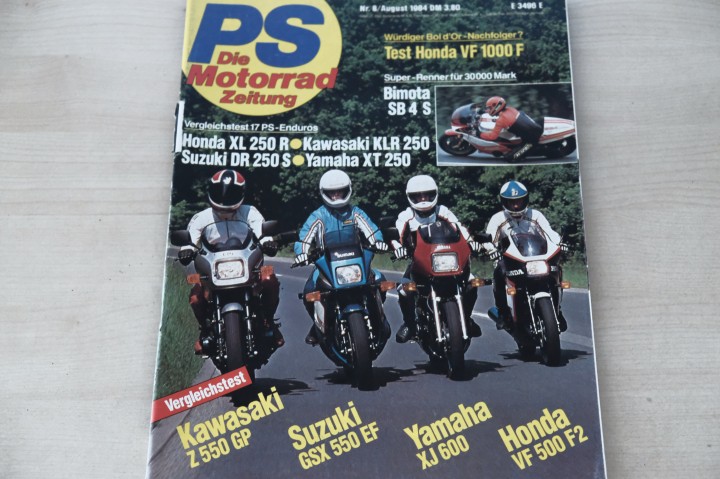 PS
Die
Motorrad
Zeitung
Nr. 8/August 1984 DM 3.80
E 3490 E
Würdiger Bol d'Or-Nachfolger?
Test Honda VF 1000 F
Super-Renner für 30000 Mark
Bimota
SB 4 S
Vergleichstest 17 PS-Enduros
Honda XL 250 R Kawasaki KLR 250
Suzuki DR 250 S Yamaha XT 250
SUZUKI
HONDA
Vergleichstest
Kawasaki
Z 550 GP
Suzuki
GSX 550 EF
Yamaha
XJ 600
Honda
VF 500 F2